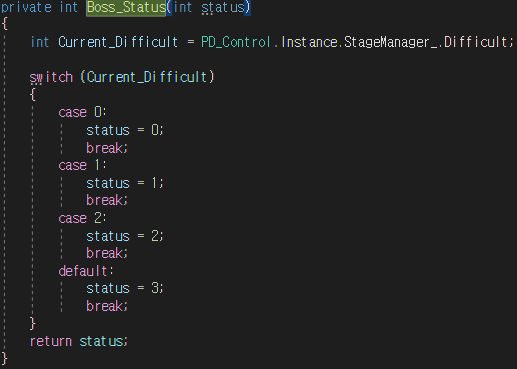 private int Boss_Status(int status)
{
int Current_Difficult = PD_Control.Instance.StageManager_.Difficult;
switch (Current_Difficult)
{
case 0:
status = 0;
break;
case 1:
status = 1;
break;
case 2:
status = 2;
break;
default:
status = 3;
break;
}
return status;
}